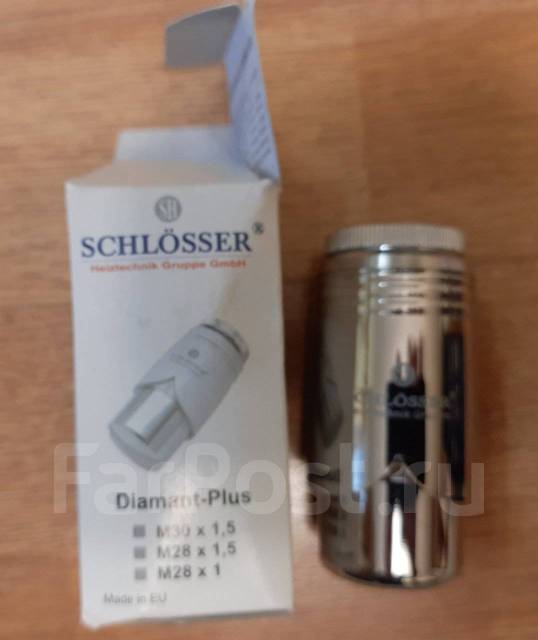 SH
SCHLÖSSER®
Heiztechnik Gruppe GmbH
Diamant-Plus
M30 x 1,5
M28 x 1,5
M28 x 1
Made in EU
SCHLÖSSER
FarPost.ru